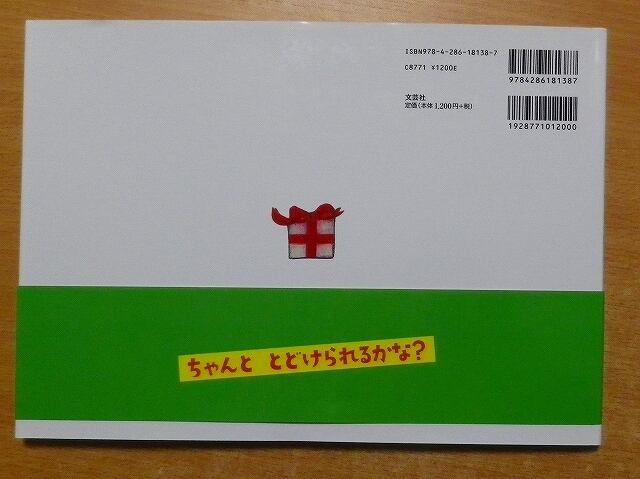 ISBN978-4-286-18138-7
C8771 ¥1200E
9784286181387
文芸社
定価(本体1,200円+税)
1928771012000
ちゃんと とどけられるかな?